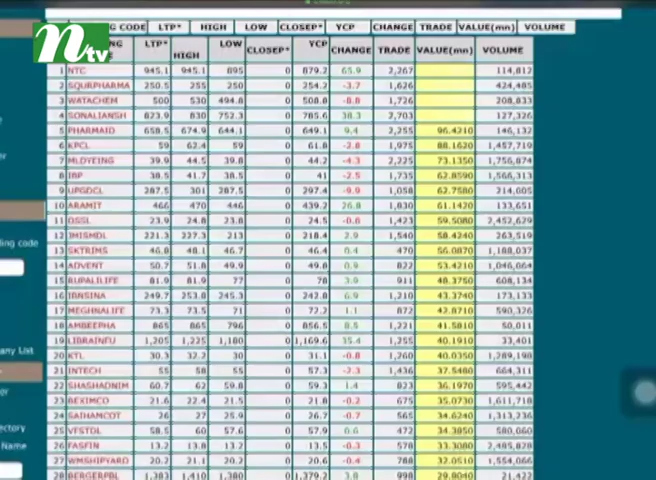 ntv
CODE LTP* HIGH LOW CLOSEP* YCP CHANGE TRADE VALUE(mn) VOLUME
LTP* HIGH LOW CLOSEP* YCP CHANGE TRADE VALUE(mn) VOLUME
1 NTC 945.1 945.1 895 0 879.2 65.9 2,267 114,812
2 SQURPHARMA 250.5 255 250 0 254.2 -3.7 1,626 424,485
3 WATACHEM 500 530 494.8 0 508.8 -8.8 1,726 208,833
4 SONALIANSH 823.9 830 752.3 0 785.6 38.3 2,703 127,326
5 PHARMAID 658.5 674.9 644.1 0 649.1 9.4 2,255 96.4210 146,132
6 KPCL 59 62.4 59 0 61.8 -2.8 1,975 88.1620 1,457,719
7 MLDYEING 39.9 44.5 39.8 0 44.2 -4.3 2,225 73.1350 1,756,874
8 IBP 38.5 41.7 38.5 0 41 -2.5 1,735 62.8590 1,566,313
9 UPGDCL 287.5 301 287.5 0 297.4 -9.9 1,058 62.7580 214,005
10 ARAMIT 466 470 446 0 439.2 26.8 1,830 61.1420 133,651
11 OSSL 23.9 24.8 23.8 0 24.5 -0.6 1,423 59.5080 2,452,629
12 IMISMDL 221.3 227.3 213 0 218.4 2.9 1,540 58.4240 263,519
13 SKTRIMS 46.8 48.1 46.7 0 46.4 0.4 470 56.0870 1,188,037
14 ADVENT 50.7 51.8 49.9 0 49.8 0.9 822 53.4210 1,046,064
15 RUPALILIFE 81.9 81.9 77 0 78 3.9 911 48.3750 608,134
16 IBNSINA 249.7 253.8 245.3 0 242.8 6.9 1,210 43.3740 173,133
17 MEGHNALIFE 73.3 73.5 71 0 72.2 1.1 872 42.8710 590,326
18 AMBEEPHA 865 865 796 0 856.5 8.5 1,221 41.5810 50,011
19 LIBRAINFU 1,205 1,225 1,180 0 1,169.6 35.4 1,255 40.1910 33,401
20 KTL 30.3 32.2 30 0 31.1 -0.8 1,260 40.0350 1,289,198
21 INTECH 55 58 55 0 57.3 -2.3 1,436 37.5480 664,311
22 SHASHADNIM 60.7 62 59.8 0 59.3 1.4 823 36.1970 595,442
23 BEXIMCO 21.6 22.4 21.5 0 21.8 -0.2 675 35.0730 1,611,718
24 SAIHAMCOT 26 27 25.9 0 26.7 -0.7 565 34.6240 1,313,236
25 VFSTDL 58.5 60 57.6 0 57.9 0.6 472 34.3850 580,060
26 FASFIN 13.2 13.8 13.2 0 13.5 -0.3 578 33.3080 2,485,828
27 WMSHIPYARD 20.2 21.1 20.2 0 20.6 -0.4 788 32.0510 1,554,066
28 BERGERPBL 1,383 1,410 1,380 0 1,379.2 3.8 998 29.8040 21,422
ding code
any List
ectory
Name